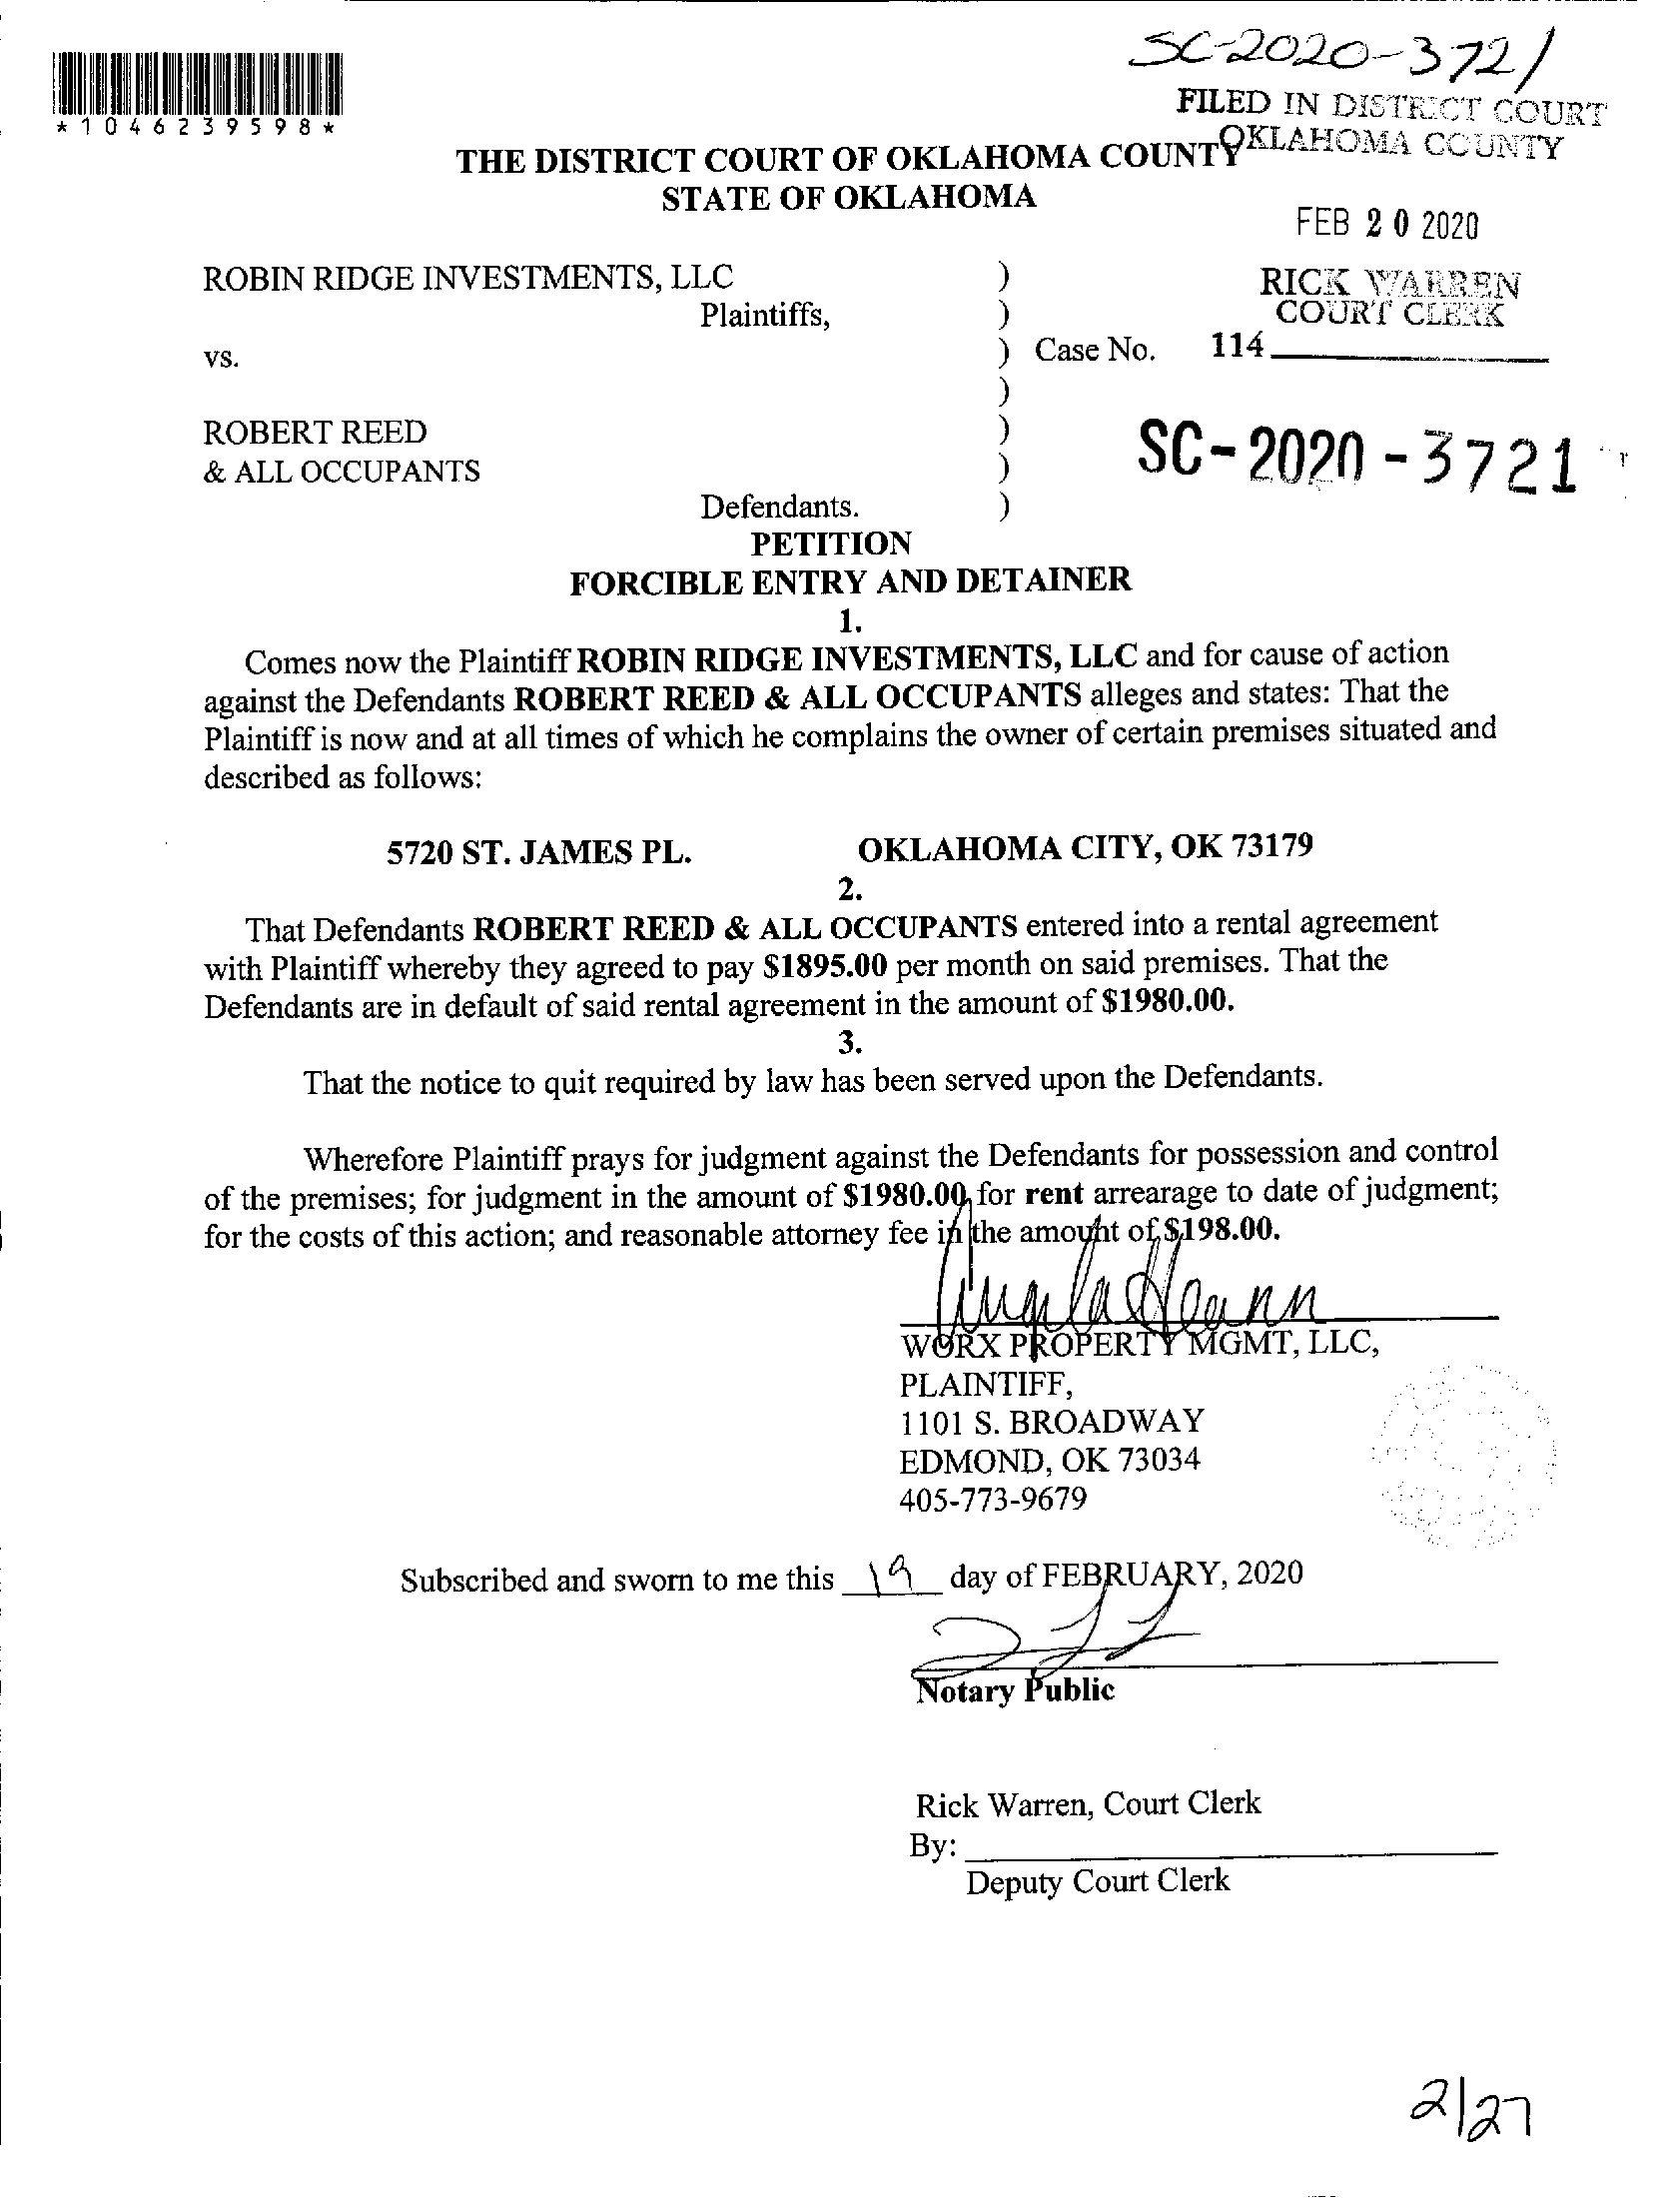 SC-2020-3721
*1046239598*
FILED IN DISTRICT COURT
OKLAHOMA COUNTY
THE DISTRICT COURT OF OKLAHOMA COUNTY
STATE OF OKLAHOMA
FEB 20 2020
ROBIN RIDGE INVESTMENTS, LLC )
Plaintiffs, )
RICK WARREN
COURT CLERK
vs. ) Case No. 114
)
ROBERT REED )
& ALL OCCUPANTS )
SC-2020-3721
Defendants. )
PETITION
FORCIBLE ENTRY AND DETAINER
1.
Comes now the Plaintiff ROBIN RIDGE INVESTMENTS, LLC and for cause of action
against the Defendants ROBERT REED & ALL OCCUPANTS alleges and states: That the
Plaintiff is now and at all times of which he complains the owner of certain premises situated and
described as follows:
5720 ST. JAMES PL. OKLAHOMA CITY, OK 73179
2.
That Defendants ROBERT REED & ALL OCCUPANTS entered into a rental agreement
with Plaintiff whereby they agreed to pay $1895.00 per month on said premises. That the
Defendants are in default of said rental agreement in the amount of $1980.00.
3.
That the notice to quit required by law has been served upon the Defendants.
Wherefore Plaintiff prays for judgment against the Defendants for possession and control
of the premises; for judgment in the amount of $1980.00, for rent arrearage to date of judgment;
for the costs of this action; and reasonable attorney fee in the amount of $198.00.
WORX PROPERTY MGMT, LLC,
PLAINTIFF,
1101 S. BROADWAY
EDMOND, OK 73034
405-773-9679
Subscribed and sworn to me this 19 day of FEBRUARY, 2020
Notary Public
Rick Warren, Court Clerk
By:
Deputy Court Clerk
2/27